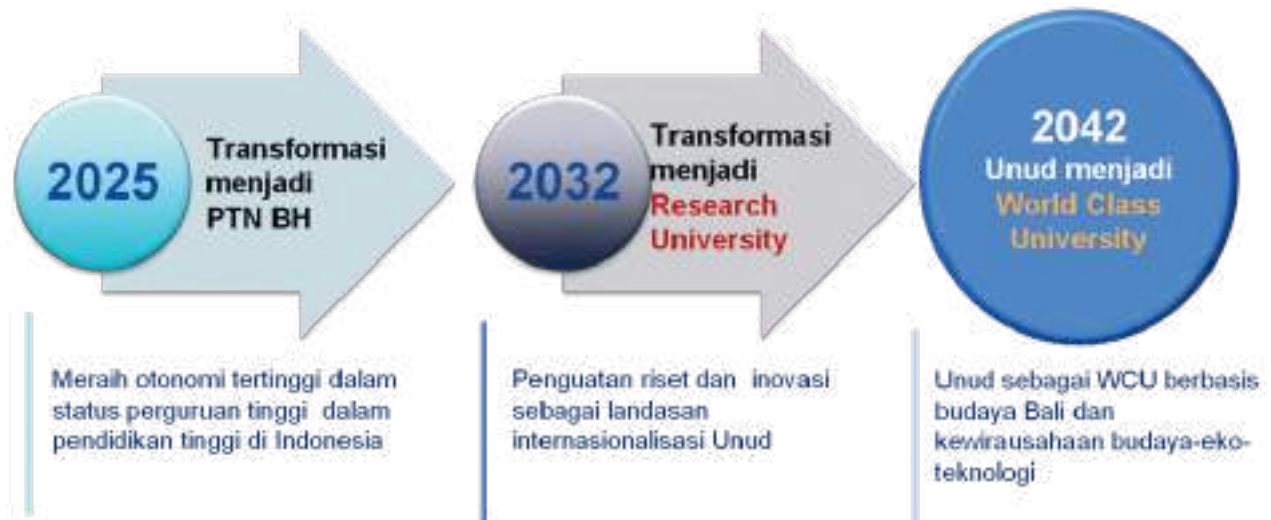 2025
Transformasi
menjadi
PTN BH
Meraih otonomi tertinggi dalam
status perguruan tinggi dalam
pendidikan tinggi di Indonesia
2032
Transformasi
menjadi
Research
University
Penguatan riset dan inovasi
sebagai landasan
internasionalisasi Unud
2042
Unud menjadi
World Class
University
Unud sebagai WCU berbasis
budaya Bali dan
kewirausahaan budaya-eko-
teknologi